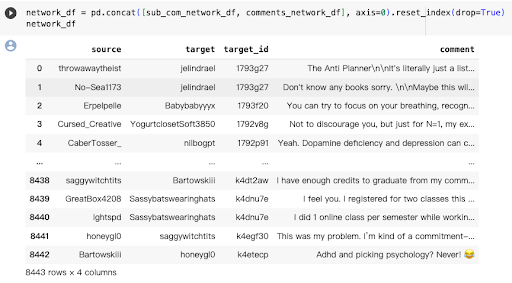 network_df = pd.concat([sub_com_network_df, comments_network_df], axis=0).reset_index(drop=True)
network_df
source target target_id comment
0 throwawaytheist jelindrael 1793g27 The Anti Planner\n\nIt's literally just a list...
1 No-Sea1173 jelindrael 1793g27 Don't know any books sorry. \n\nMaybe this wil...
2 Erpelpelle Babybabyyyx 1793f20 You can try to focus on your breathing, recogn...
3 Cursed_Creative YogurtclosetSoft3850 1792v8g Not to discourage you, but just for N=1, my ex...
4 CaberTosser_ nilbogpt 1792p91 Yeah. Dopamine deficiency and depression can c...
... ... ... ... ...
8438 saggywitchtits Bartowskiii k4dt2aw I have enough credits to graduate from my comm...
8439 GreatBox4208 Sassybatswearinghats k4dnu7e I feel you. I registered for two classes this ...
8440 lghtspd Sassybatswearinghats k4dnu7e I did 1 online class per semester while workin...
8441 honeygl0 saggywitchtits k4egf30 This was my problem. I'm kind of a commitment-...
8442 Bartowskiii honeygl0 k4etecp Adhd and picking psychology? Never! 😂
8443 rows × 4 columns